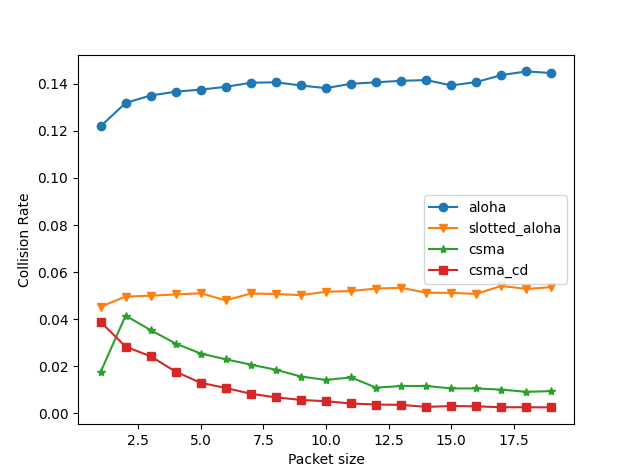 0.14
0.12
0.10
0.08
0.06
0.04
0.02
0.00
Collision Rate
aloha
slotted_aloha
csma
csma_cd
2.5 5.0 7.5 10.0 12.5 15.0 17.5
Packet size